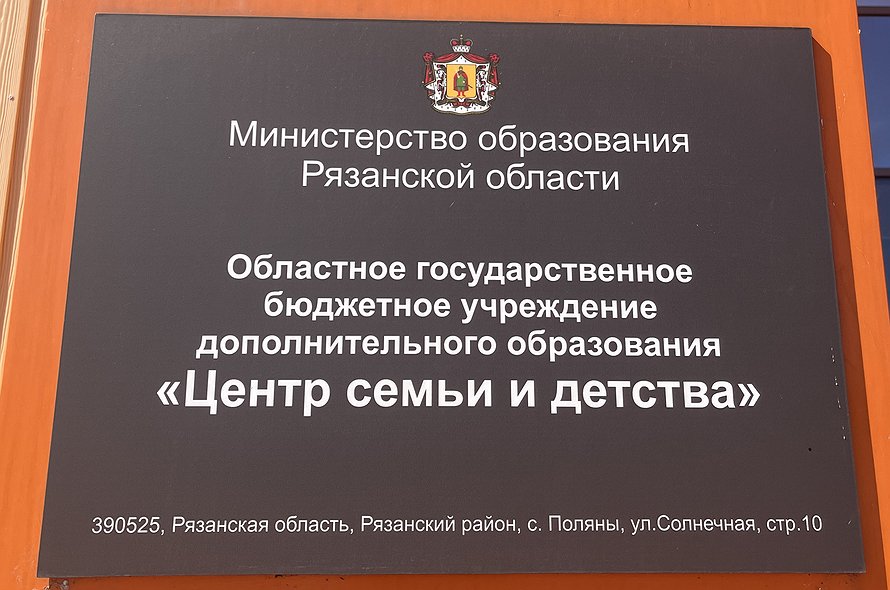 Министерство образования
Рязанской области
Областное государственное
бюджетное учреждение
дополнительного образования
«Центр семьи и детства»
390525, Рязанская область, Рязанский район, с. Поляны, ул.Солнечная, стр.10